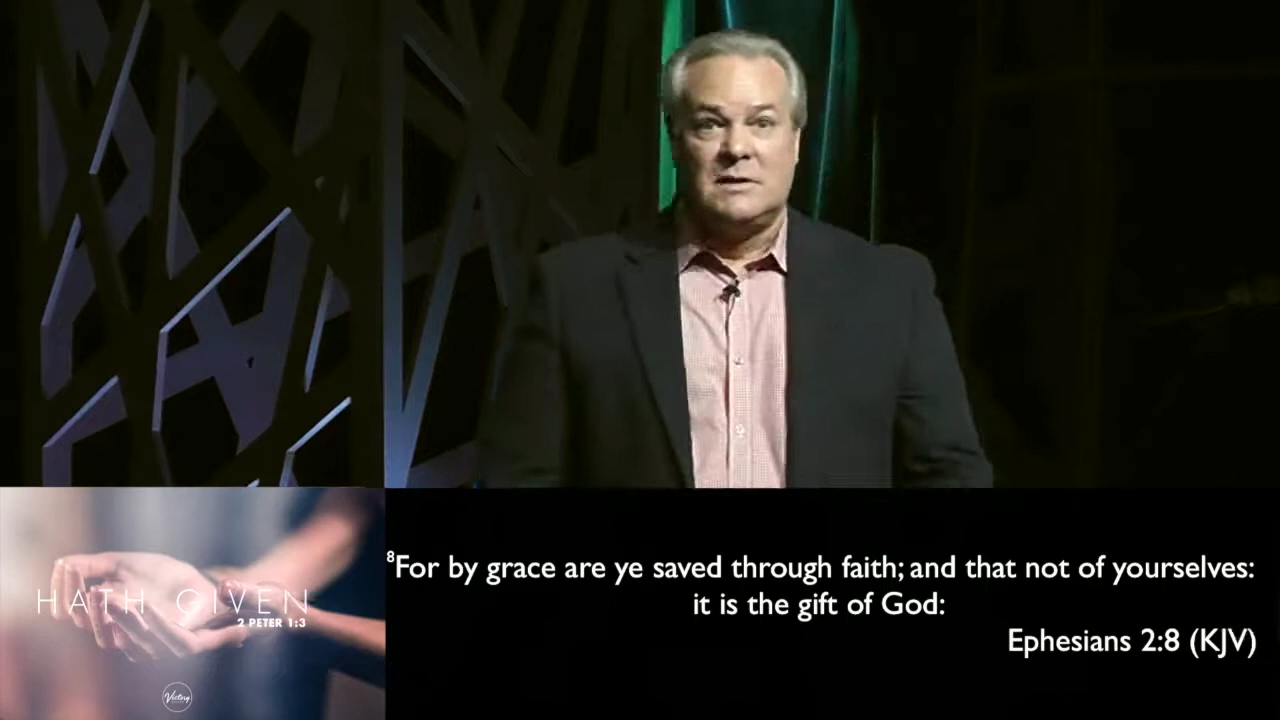 HATH GIVEN
2 PETER 1:3
Victory
⁸For by grace are ye saved through faith; and that not of yourselves:
it is the gift of God:
Ephesians 2:8 (KJV)